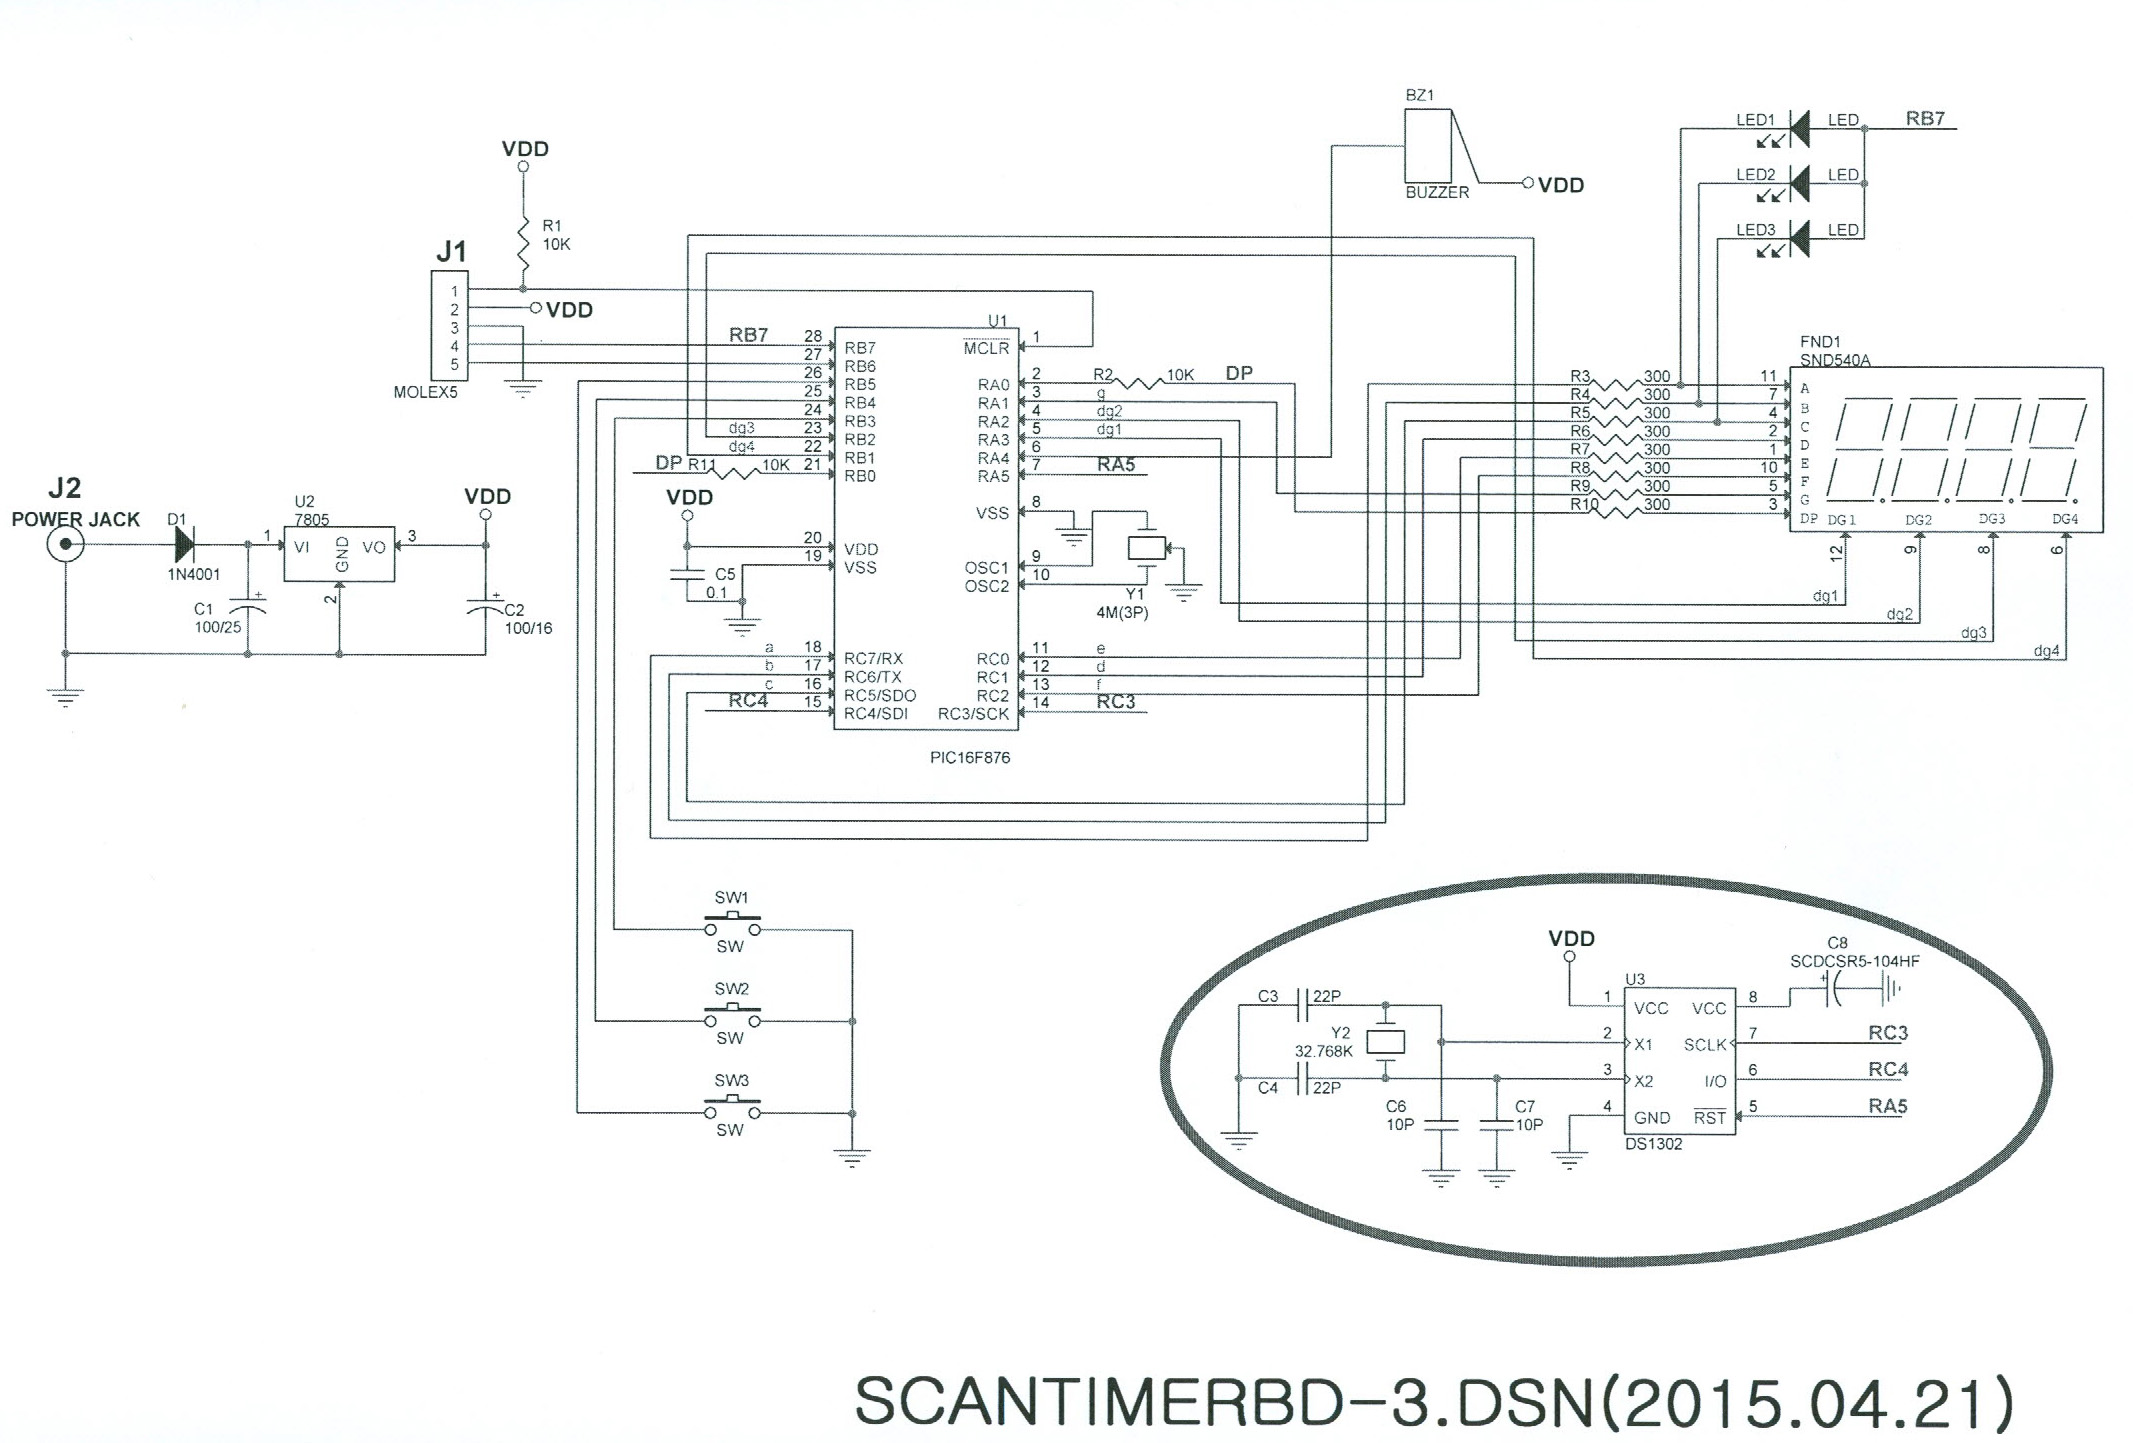 BZ1
BUZZER
VDD
LED1 LED RB7
LED2 LED
LED3 LED
VDD
R1
10K
J1
1
2 VDD
3
4
5
MOLEX5
U1
RB7 28 RB7
27 RB6
26 RB5
25 RB4
24 RB3
dg3 23 RB2
dg4 22 RB1
DP R11 10K 21 RB0
VDD
20 VDD
19 VSS
C5
0.1
a 18 RC7/RX
b 17 RC6/TX
c 16 RC5/SDO
RC4 15 RC4/SDI
MCLR 1
RA0 2 R2 10K DP
RA1 3 g
RA2 4 dg2
RA3 5 dg1
RA4 6
RA5 7 RA5
VSS 8
OSC1 9
OSC2 10
Y1
4M(3P)
RC0 11 e
RC1 12 d
RC2 13 f
RC3/SCK 14 RC3
PIC16F876
FND1
SND540A
R3 300 11 A
R4 300 7 B
R5 300 4 C
R6 300 2 D
R7 300 1 E
R8 300 10 F
R9 300 5 G
R10 300 3 DP
DG1 DG2 DG3 DG4
12 9 8 6
dg1
dg2
dg3
dg4
J2
POWER JACK
D1
1N4001
U2
7805
1 VI GND VO 3
2
VDD
C1
100/25
+
C2
100/16
+
SW1
SW
SW2
SW
SW3
SW
VDD
C8
SCDCSR5-104HF
+
U3
1 VCC VCC 8
2 X1 SCLK 7 RC3
3 X2 I/O 6 RC4
4 GND RST 5 RA5
DS1302
C3 22P
Y2
32.768K
C4 22P
C6
10P
C7
10P
SCANTIMERBD-3.DSN(2015.04.21)